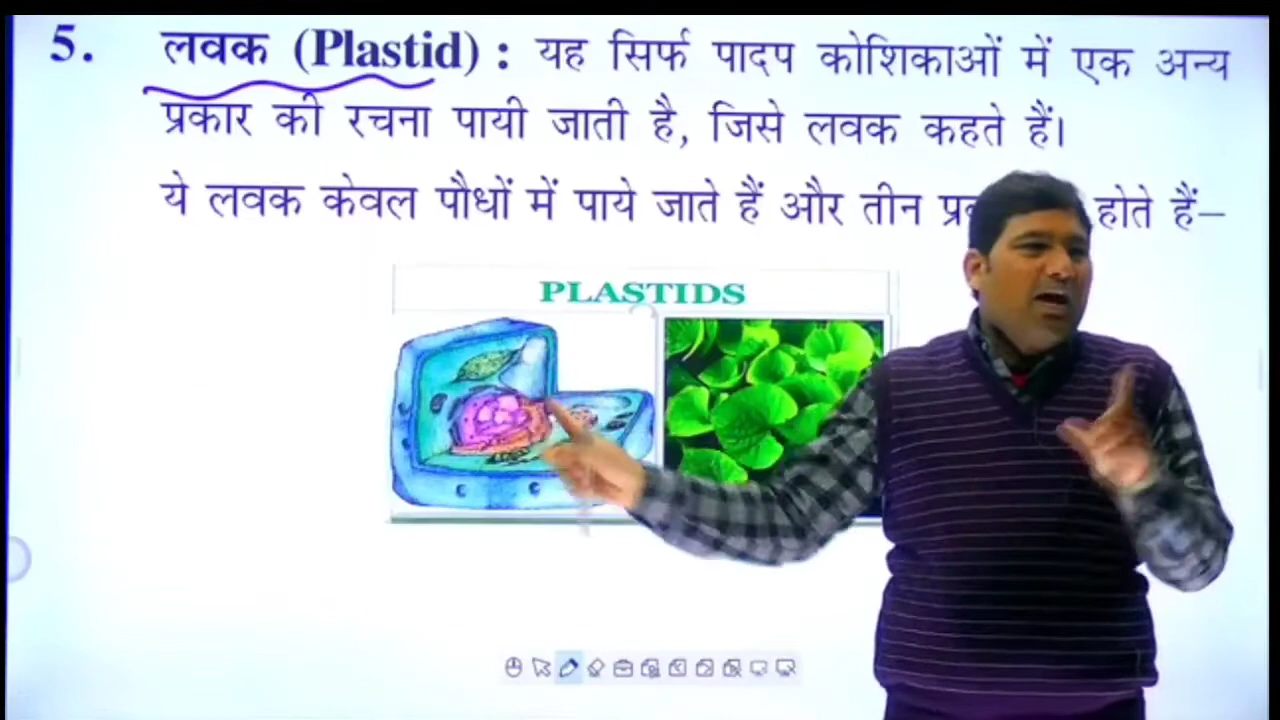 5. लवक (Plastid) : यह सिर्फ पादप कोशिकाओं में एक अन्य
प्रकार की रचना पायी जाती है, जिसे लवक कहते हैं।
ये लवक केवल पौधों में पाये जाते हैं और तीन होते हैं–
PLASTIDS